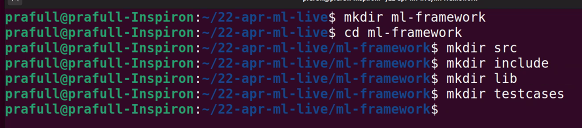 prafull@prafull-Inspiron:~/22-apr-ml-live$ mkdir ml-framework
prafull@prafull-Inspiron:~/22-apr-ml-live$ cd ml-framework
prafull@prafull-Inspiron:~/22-apr-ml-live/ml-framework$ mkdir src
prafull@prafull-Inspiron:~/22-apr-ml-live/ml-framework$ mkdir include
prafull@prafull-Inspiron:~/22-apr-ml-live/ml-framework$ mkdir lib
prafull@prafull-Inspiron:~/22-apr-ml-live/ml-framework$ mkdir testcases
prafull@prafull-Inspiron:~/22-apr-ml-live/ml-framework$